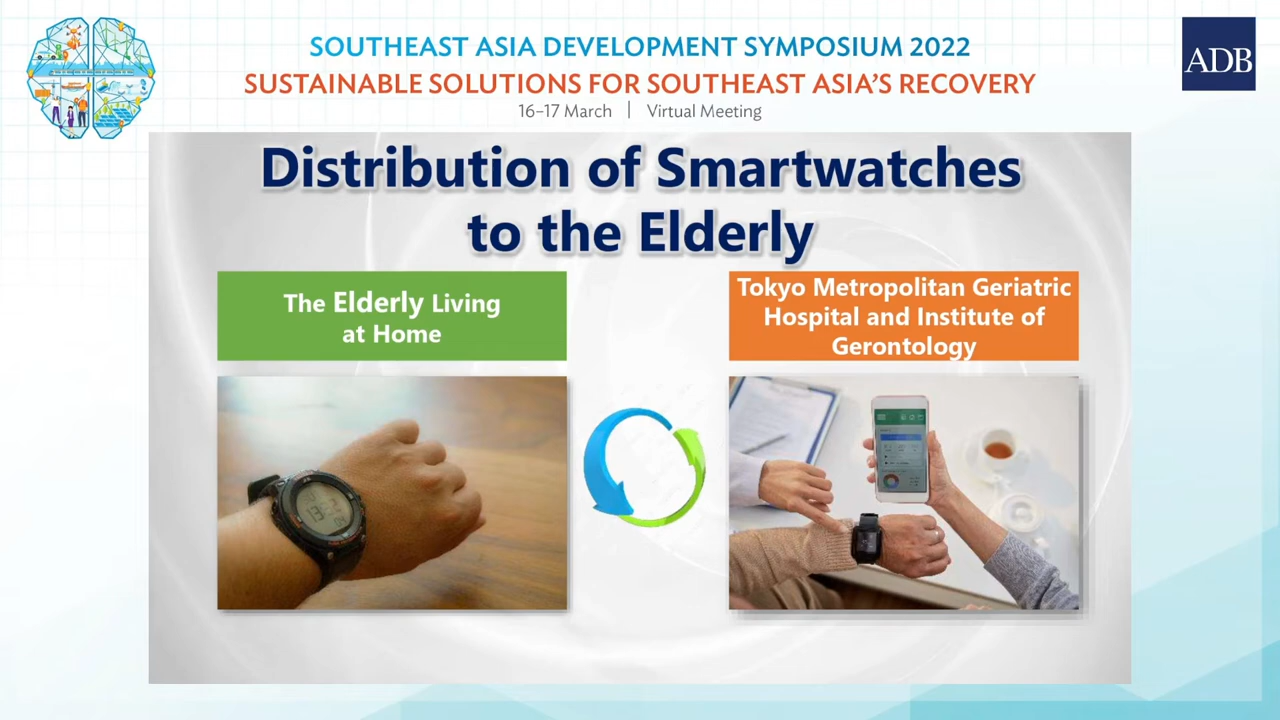 SOUTHEAST ASIA DEVELOPMENT SYMPOSIUM 2022
SUSTAINABLE SOLUTIONS FOR SOUTHEAST ASIA'S RECOVERY
16–17 March | Virtual Meeting
ADB
Distribution of Smartwatches
to the Elderly
The Elderly Living
at Home
Tokyo Metropolitan Geriatric
Hospital and Institute of
Gerontology